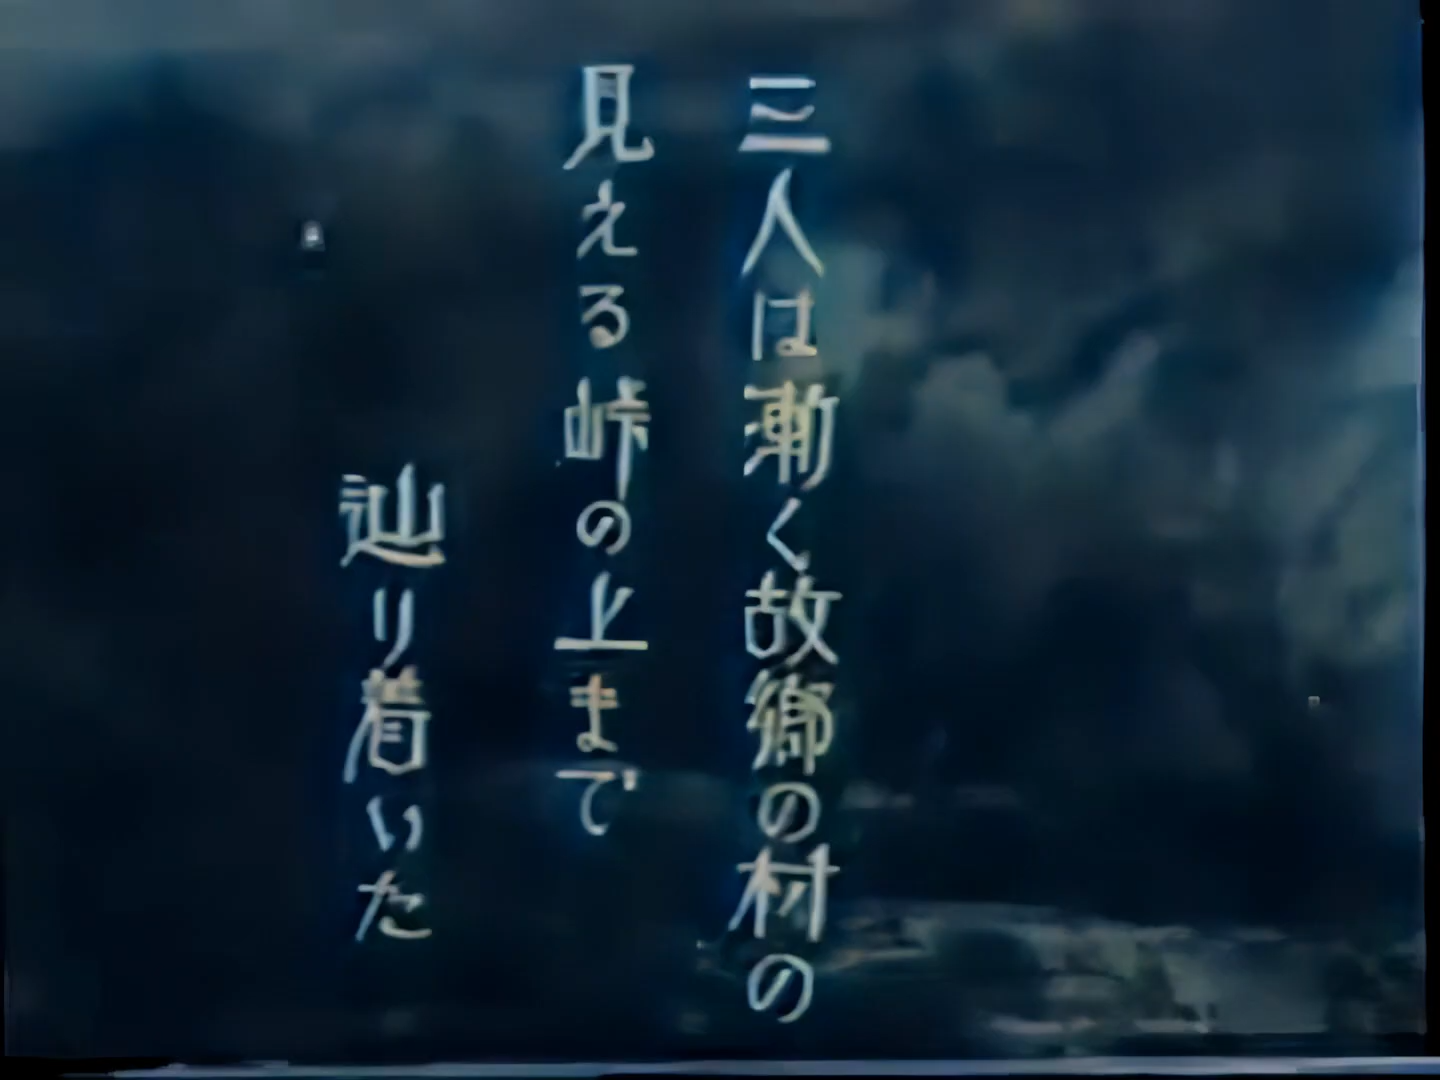 三人は漸く故郷の村の
見える峠の上まで
辿り着いた